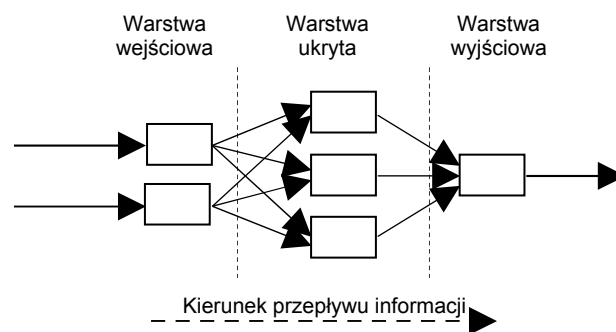 Warstwa
wejściowa
Warstwa
ukryta
Warstwa
wyjściowa
Kierunek przepływu informacji